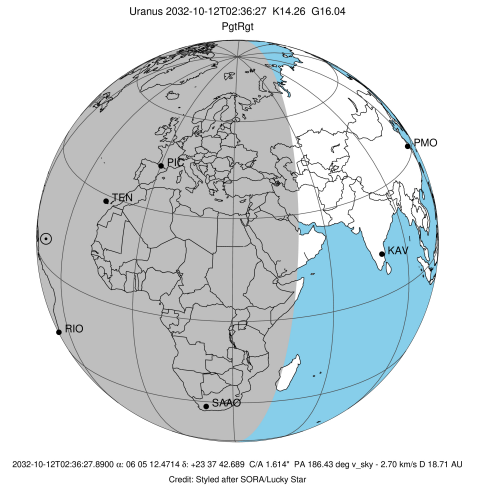 Uranus 2032-10-12T02:36:27 K14.26 G16.04
PgtRgt
PMO
PIC
TEN
KAV
RIO
SAAO
2032-10-12T02:36:27.8900 α: 06 05 12.4714 δ: +23 37 42.689 C/A 1.614" PA 186.43 deg v_sky - 2.70 km/s D 18.71 AU
Credit: Styled after SORA/Lucky Star